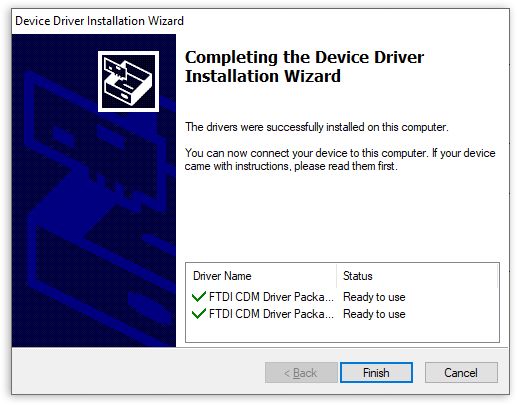 Device Driver Installation Wizard
Completing the Device Driver
Installation Wizard
The drivers were successfully installed on this computer.
You can now connect your device to this computer. If your device
came with instructions, please read them first.
Driver Name Status
FTDI CDM Driver Packa... Ready to use
FTDI CDM Driver Packa... Ready to use
< Back Finish Cancel